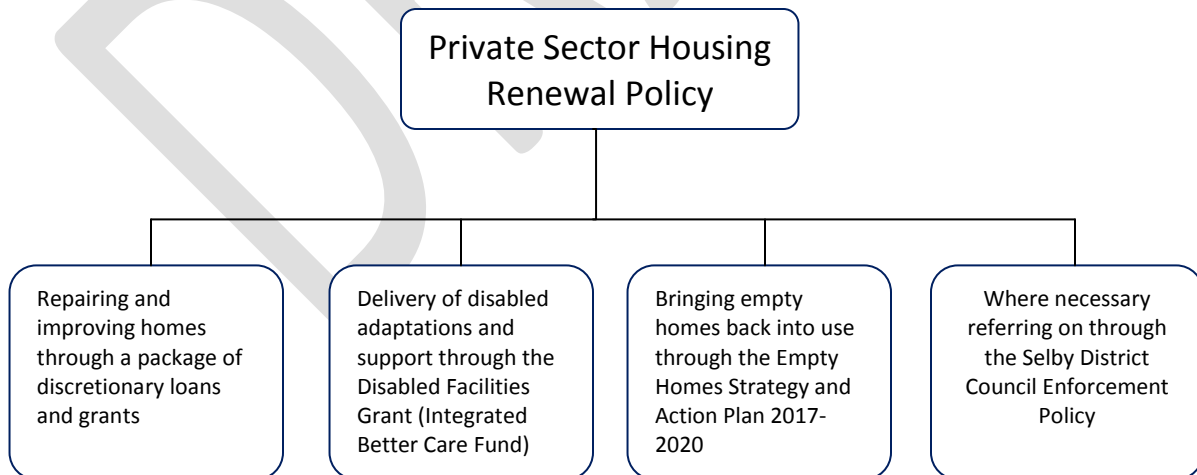 Private Sector Housing
Renewal Policy
Repairing and
improving homes
through a package of
discretionary loans
and grants
Delivery of disabled
adaptations and
support through the
Disabled Facilities
Grant (Integrated
Better Care Fund)
Bringing empty
homes back into use
through the Empty
Homes Strategy and
Action Plan 2017-
2020
Where necessary
referring on through
the Selby District
Council Enforcement
Policy